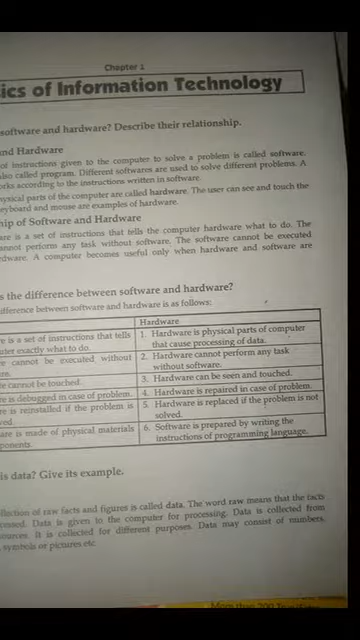 Chapter 1
ics of Information Technology
software and hardware? Describe their relationship.
and Hardware
of instructions given to the computer to solve a problem is called software.
also called program. Different softwares are used to solve different problems. A
orks according to the instructions written in software.
hysical parts of the computer are called hardware. The user can see and touch the
eyboard and mouse are examples of hardware.
hip of Software and Hardware
are is a set of instructions that tells the computer hardware what to do. The
annot perform any task without software. The software cannot be executed
rdware. A computer becomes useful only when hardware and software are
s the difference between software and hardware?
difference between software and hardware is as follows:
Hardware
re is a set of instructions that tells
uter exactly what to do.
1. Hardware is physical parts of computer
that cause processing of data.
re cannot be executed without
re.
2. Hardware cannot perform any task
without software.
re cannot be touched.
3. Hardware can be seen and touched.
re is debugged in case of problem.
4. Hardware is repaired in case of problem.
re is reinstalled if the problem is
ved.
5. Hardware is replaced if the problem is not
solved.
are is made of physical materials
ponents.
6. Software is prepared by writing the
instructions of programming language.
is data? Give its example.
llection of raw facts and figures is called data. The word raw means that the facts
cessed. Data is given to the computer for processing. Data is collected from
ources. It is collected for different purposes. Data may consist of numbers,
symbols or pictures etc.
More than 200